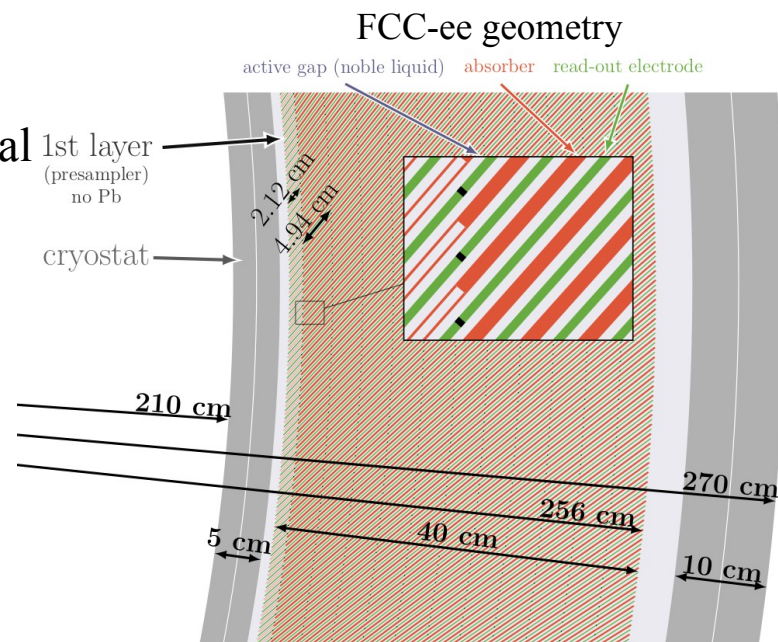 FCC-ee geometry
active gap (noble liquid) absorber read-out electrode
al 1st layer
(presampler)
no Pb
2.12 cm
4.94 cm
cryostat
210 cm
270 cm
256 cm
40 cm
5 cm
10 cm